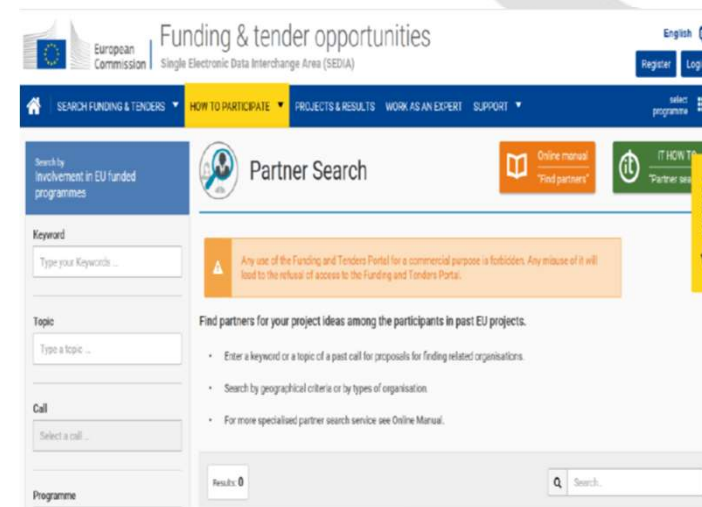 European
Commission
Funding & tender opportunities
Single Electronic Data Interchange Area (SEDIA)
English
Register
Login
SEARCH FUNDING & TENDERS
HOW TO PARTICIPATE
PROJECTS & RESULTS
WORK AS AN EXPERT
SUPPORT
select
programme
Search by
Involvement in EU funded
programmes
Partner Search
Online manual
"Find partners"
IT HOW TO
"Partner sea
Keyword
Type your Keywords ...
Any use of the Funding and Tenders Portal for a commercial purpose is forbidden. Any misuse of it will
lead to the refusal of access to the Funding and Tenders Portal.
Topic
Type a topic ...
Find partners for your project ideas among the participants in past EU projects.
Enter a keyword or a topic of a past call for proposals for finding related organisations.
Search by geographical criteria or by types of organisation.
For more specialised partner search service see Online Manual.
Call
Select a call ...
Results: 0
Search..
Programme